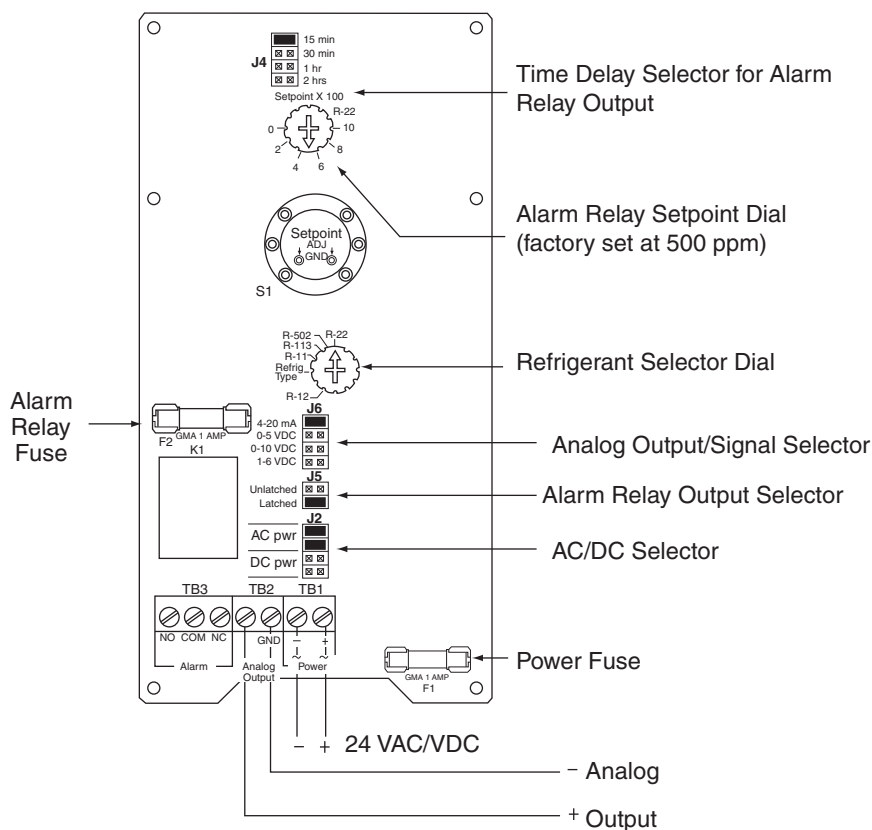 15 min
30 min
J4
1 hr
2 hrs
Setpoint X 100
R-22
0
10
2
8
4
6
Time Delay Selector for Alarm
Relay Output
Alarm Relay Setpoint Dial
(factory set at 500 ppm)
Setpoint
ADJ
GND
S1
R-502
R-22
R-113
R-11
Refrig
Type
R-12
Refrigerant Selector Dial
Alarm
Relay
Fuse
F2
GMA 1 AMP
K1
J6
4-20 mA
0-5 VDC
0-10 VDC
1-6 VDC
Analog Output/Signal Selector
J5
Unlatched
Latched
Alarm Relay Output Selector
J2
AC pwr
DC pwr
AC/DC Selector
TB3
TB2
TB1
NO
COM
NC
GND
– +
~ ~
Alarm
Analog
Output
Power
GMA 1 AMP
F1
Power Fuse
– + 24 VAC/VDC
– Analog
+ Output